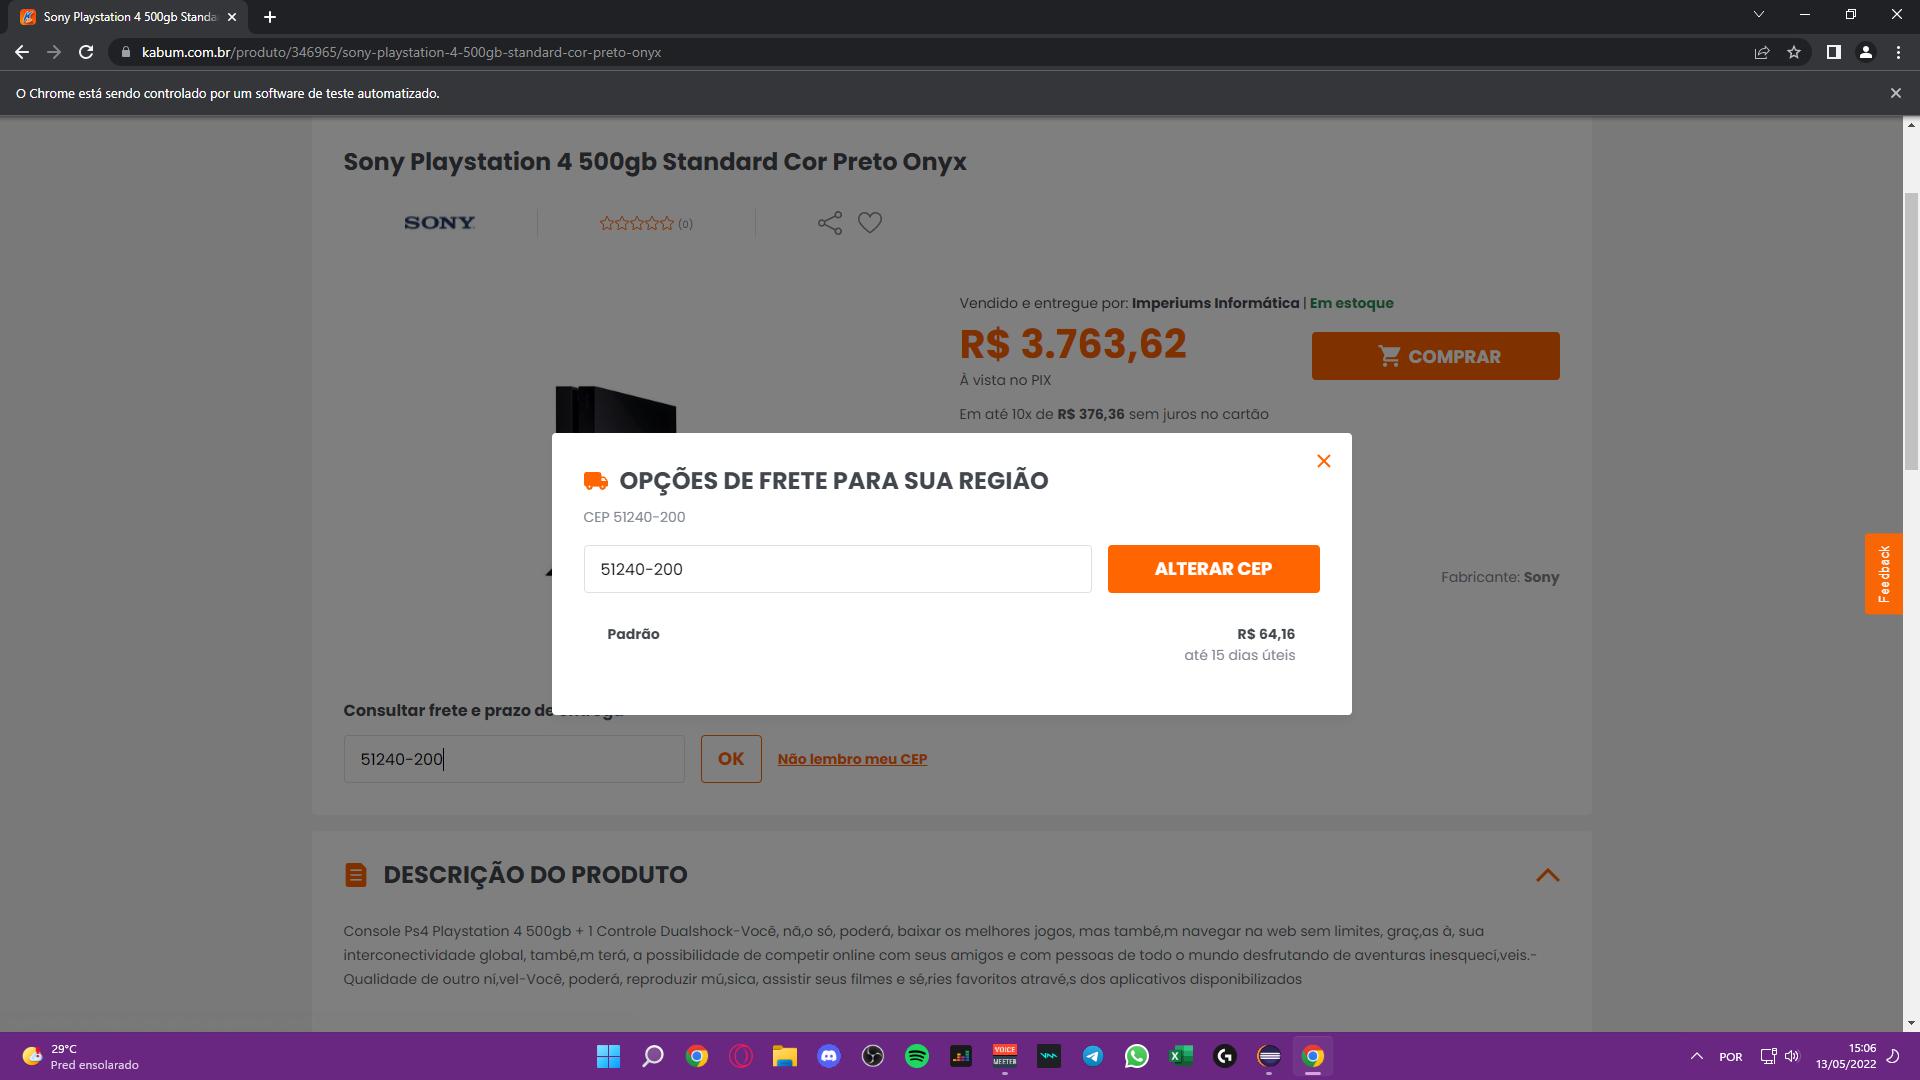 Sony Playstation 4 500gb Standa
kabum.com.br/produto/346965/sony-playstation-4-500gb-standard-cor-preto-onyx
O Chrome está sendo controlado por um software de teste automatizado.
Sony Playstation 4 500gb Standard Cor Preto Onyx
SONY
(0)
Vendido e entregue por: Imperiums Informática | Em estoque
R$ 3.763,62
COMPRAR
À vista no PIX
Em até 10x de R$ 376,36 sem juros no cartão
OPÇÕES DE FRETE PARA SUA REGIÃO
CEP 51240-200
51240-200
ALTERAR CEP
Fabricante: Sony
Feedback
Padrão
R$ 64,16
até 15 dias úteis
Consultar frete e prazo de entrega
51240-200
OK
Não lembro meu CEP
DESCRIÇÃO DO PRODUTO
Console Ps4 Playstation 4 500gb + 1 Controle Dualshock-Você, nã,o só, poderá, baixar os melhores jogos, mas també,m navegar na web sem limites, graç,as à, sua
interconectividade global, també,m terá, a possibilidade de competir online com seus amigos e com pessoas de todo o mundo desfrutando de aventuras inesquecí,veis.-
Qualidade de outro ní,vel-Você, poderá, reproduzir mú,sica, assistir seus filmes e sé,ries favoritos atravé,s dos aplicativos disponibilizados
29°C
Pred ensolarado
VOICE
MEETER
POR
15:06
13/05/2022